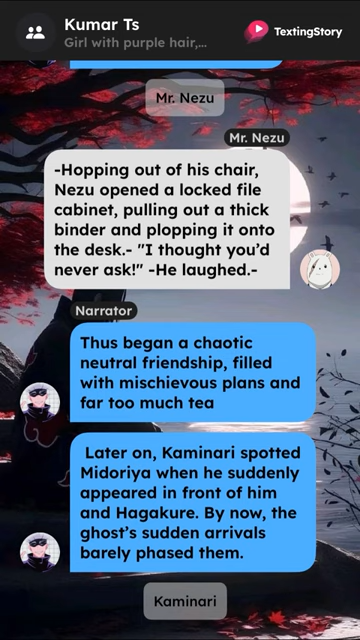 Kumar Ts
Girl with purple hair,...
TextingStory
Mr. Nezu
Mr. Nezu
-Hopping out of his chair,
Nezu opened a locked file
cabinet, pulling out a thick
binder and plopping it onto
the desk.- "I thought you'd
never ask!" -He laughed.-
Narrator
Thus began a chaotic
neutral friendship, filled
with mischievous plans and
far too much tea
Later on, Kaminari spotted
Midoriya when he suddenly
appeared in front of him
and Hagakure. By now, the
ghost's sudden arrivals
barely phased them.
Kaminari